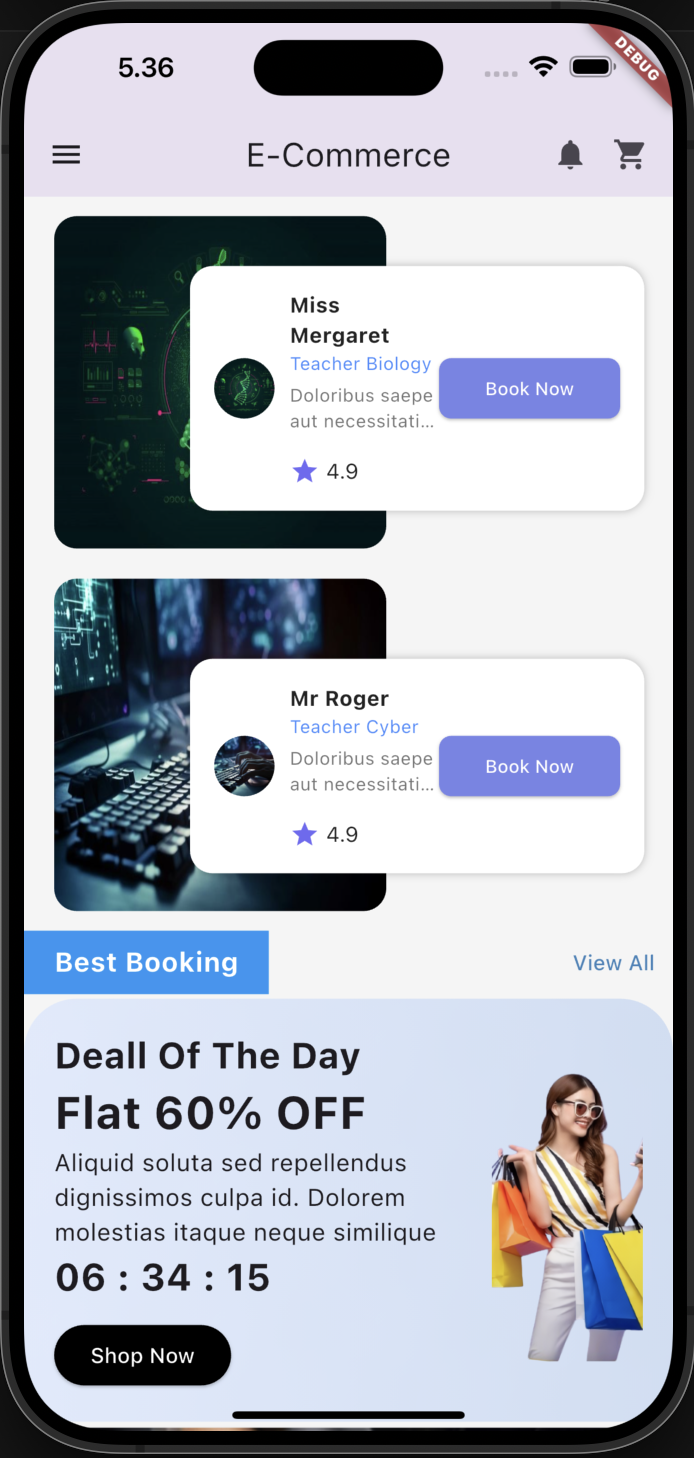 5.36
DEBUG
E-Commerce
Miss
Mergaret
Teacher Biology
Doloribus saepe
aut necessitati...
4.9
Book Now
Mr Roger
Teacher Cyber
Doloribus saepe
aut necessitati...
4.9
Book Now
Best Booking
View All
Deall Of The Day
Flat 60% OFF
Aliquid soluta sed repellendus
dignissimos culpa id. Dolorem
molestias itaque neque similique
06 : 34 : 15
Shop Now